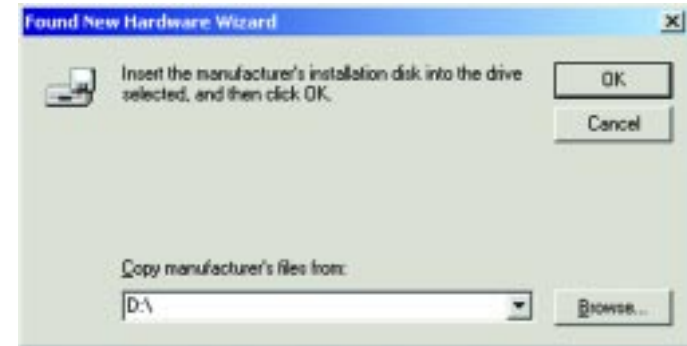 Found New Hardware Wizard
Insert the manufacturer's installation disk into the drive
selected, and then click OK.
OK
Cancel
Copy manufacturer's files from:
D:\
Browse...